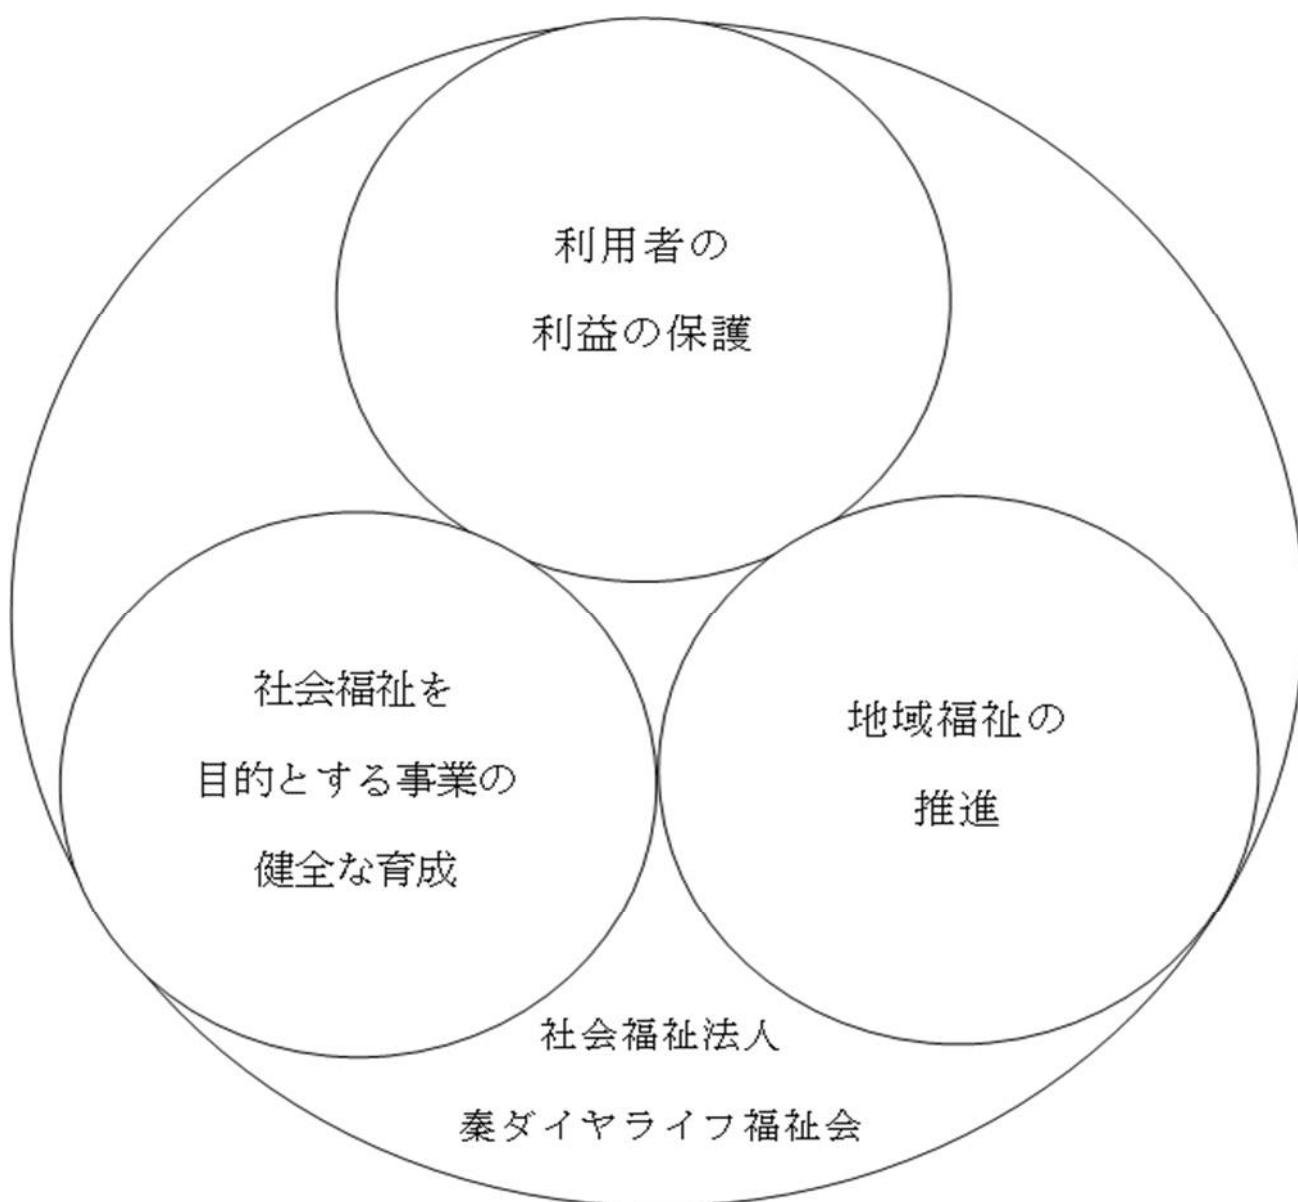 利用者の
利益の保護
社会福祉を
目的とする事業の
健全な育成
地域福祉の
推進
社会福祉法人
秦ダイヤライフ福祉会